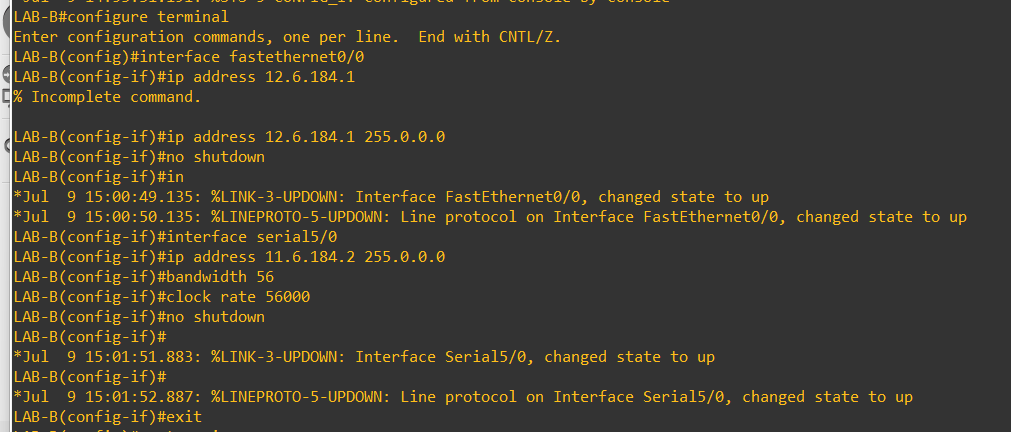 LAB-B#configure terminal
Enter configuration commands, one per line.  End with CNTL/Z.
LAB-B(config)#interface fastethernet0/0
LAB-B(config-if)#ip address 12.6.184.1
% Incomplete command.
LAB-B(config-if)#ip address 12.6.184.1 255.0.0.0
LAB-B(config-if)#no shutdown
LAB-B(config-if)#in
*Jul  9 15:00:49.135: %LINK-3-UPDOWN: Interface FastEthernet0/0, changed state to up
*Jul  9 15:00:50.135: %LINEPROTO-5-UPDOWN: Line protocol on Interface FastEthernet0/0, changed state to up
LAB-B(config-if)#interface serial5/0
LAB-B(config-if)#ip address 11.6.184.2 255.0.0.0
LAB-B(config-if)#bandwidth 56
LAB-B(config-if)#clock rate 56000
LAB-B(config-if)#no shutdown
LAB-B(config-if)#
*Jul  9 15:01:51.883: %LINK-3-UPDOWN: Interface Serial5/0, changed state to up
LAB-B(config-if)#
*Jul  9 15:01:52.887: %LINEPROTO-5-UPDOWN: Line protocol on Interface Serial5/0, changed state to up
LAB-B(config-if)#exit